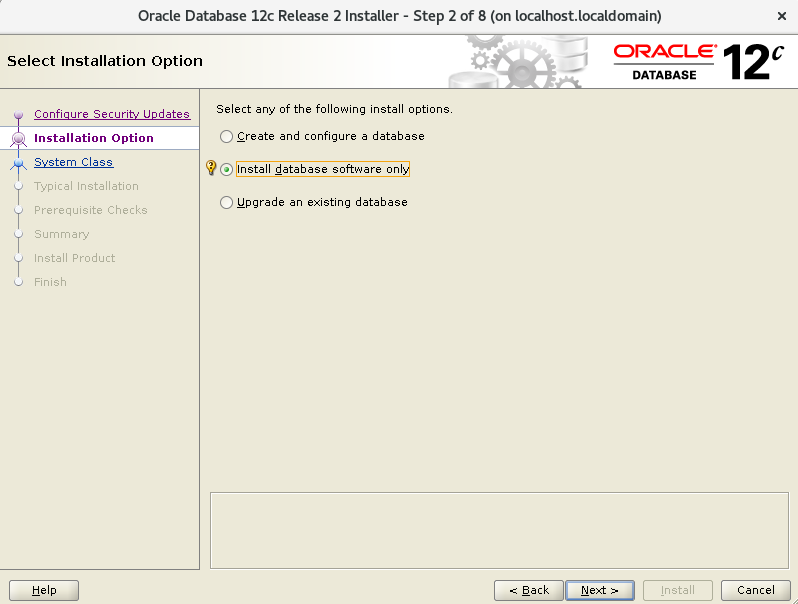 Oracle Database 12c Release 2 Installer - Step 2 of 8 (on localhost.localdomain)
Select Installation Option
ORACLE
DATABASE
12c
Configure Security Updates
Installation Option
System Class
Typical Installation
Prerequisite Checks
Summary
Install Product
Finish
Select any of the following install options.
Create and configure a database
Install database software only
Upgrade an existing database
Help
< Back
Next >
Install
Cancel